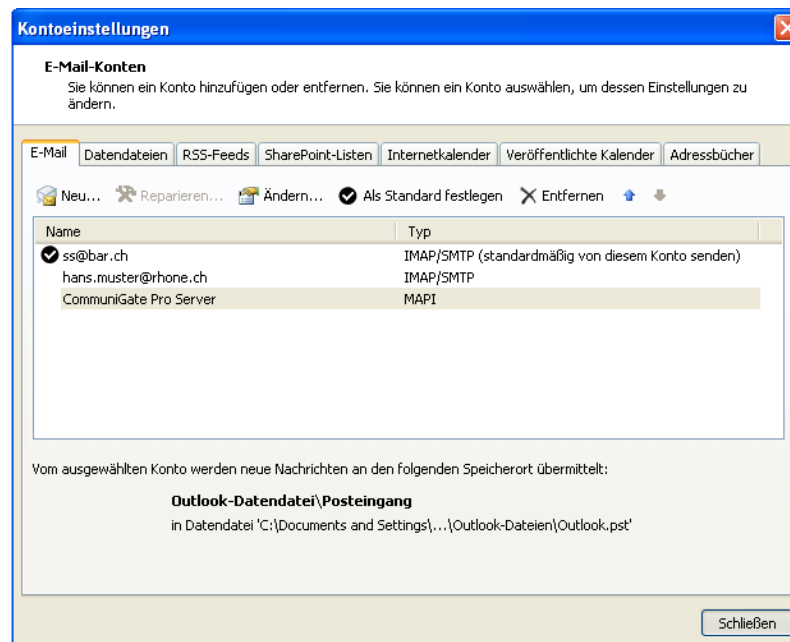 Kontoeinstellungen
E-Mail-Konten
Sie können ein Konto hinzufügen oder entfernen. Sie können ein Konto auswählen, um dessen Einstellungen zu
ändern.
E-Mail Datendateien RSS-Feeds SharePoint-Listen Internetkalender Veröffentlichte Kalender Adressbücher
Neu... Reparieren... Ändern... Als Standard festlegen Entfernen
Name Typ
ss@bar.ch IMAP/SMTP (standardmäßig von diesem Konto senden)
hans.muster@rhone.ch IMAP/SMTP
CommuniGate Pro Server MAPI
Vom ausgewählten Konto werden neue Nachrichten an den folgenden Speicherort übermittelt:
Outlook-Datendatei\Posteingang
in Datendatei 'C:\Documents and Settings\...\Outlook-Dateien\Outlook.pst'
Schließen